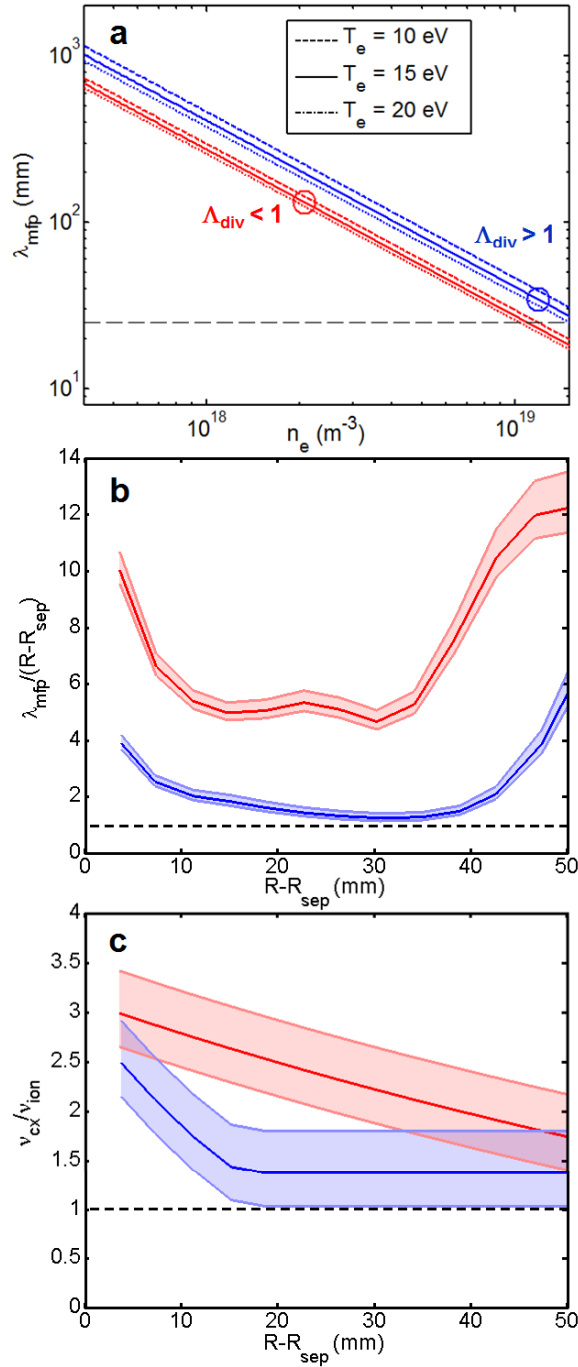 a
T_e = 10 eV
T_e = 15 eV
T_e = 20 eV
10^3
10^2
10^1
λ_mfp (mm)
Λ_div < 1
Λ_div > 1
10^18
10^19
n_e (m^-3)
b
14
12
10
8
6
4
2
0
λ_mfp/(R-R_sep)
0 10 20 30 40 50
R-R_sep (mm)
c
4
3.5
3
2.5
2
1.5
1
0.5
0
ν_cx/ν_ion
0 10 20 30 40 50
R-R_sep (mm)